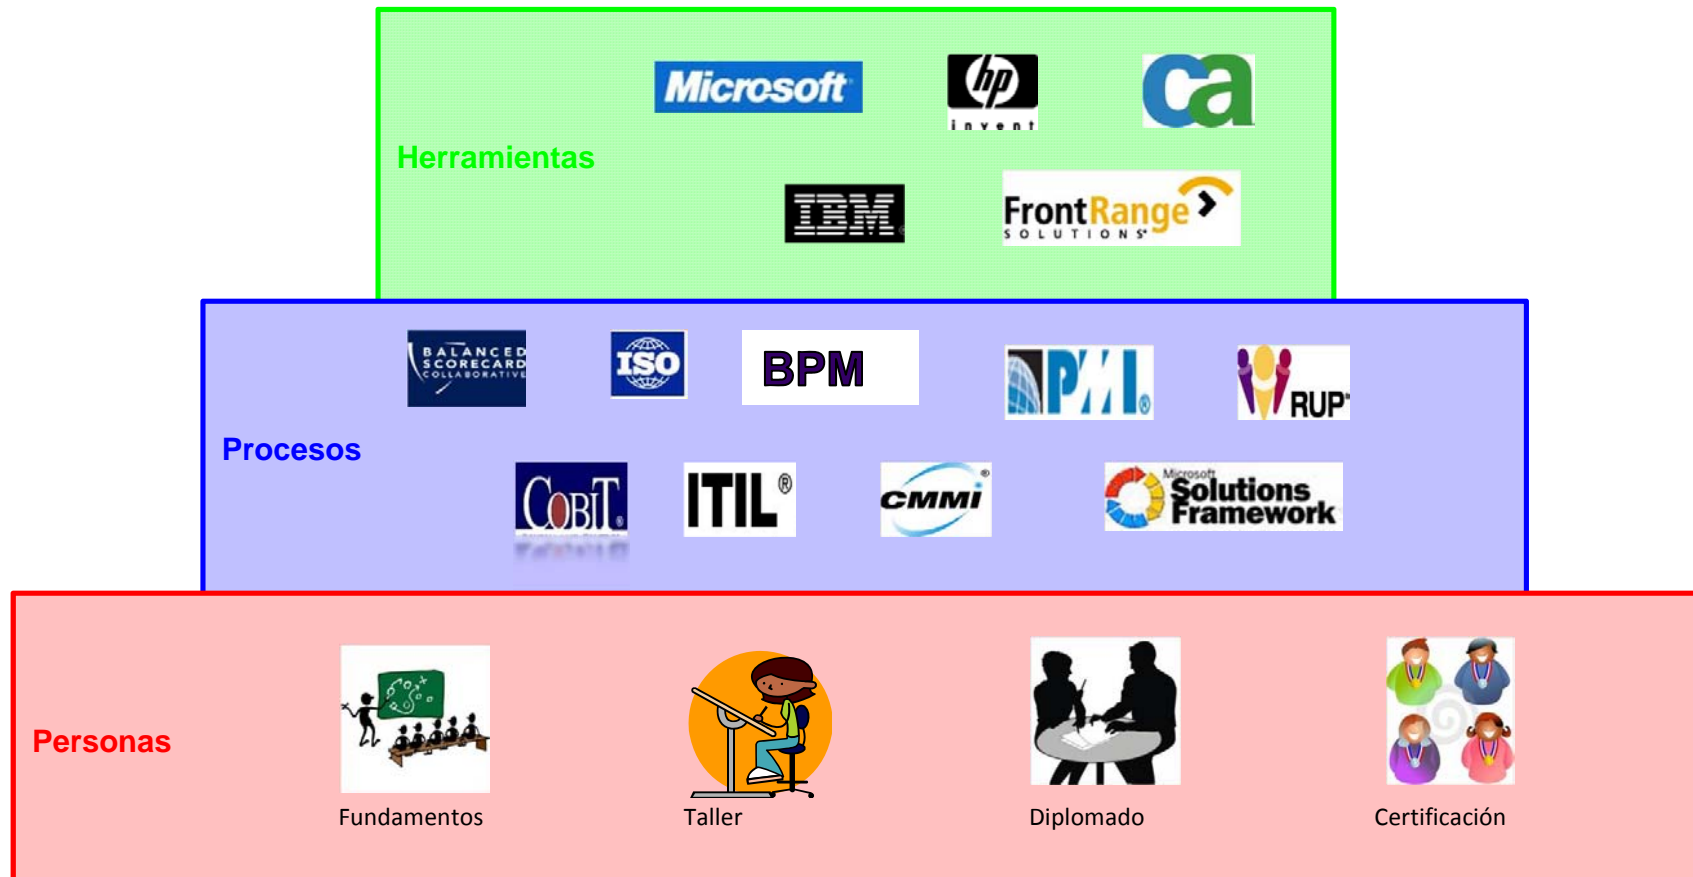 Microsoft
hp
invent
ca
Herramientas
IBM
FrontRange
SOLUTIONS
BALANCED
SCORECARD
COLLABORATIVE
ISO
BPM
PMI®
RUP
Procesos
COBIT®
ITIL®
CMMI®
Microsoft
Solutions
Framework
Personas
Fundamentos
Taller
Diplomado
Certificación